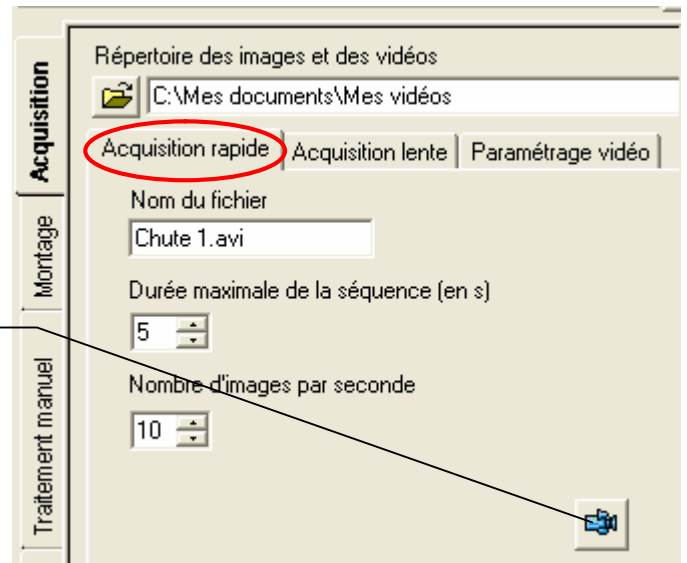 Répertoire des images et des vidéos
C:\Mes documents\Mes vidéos
Acquisition rapide
Acquisition lente
Paramétrage vidéo
Nom du fichier
Chute 1.avi
Durée maximale de la séquence (en s)
5
Nombre d'images par seconde
10
Acquisition
Montage
Traitement manuel